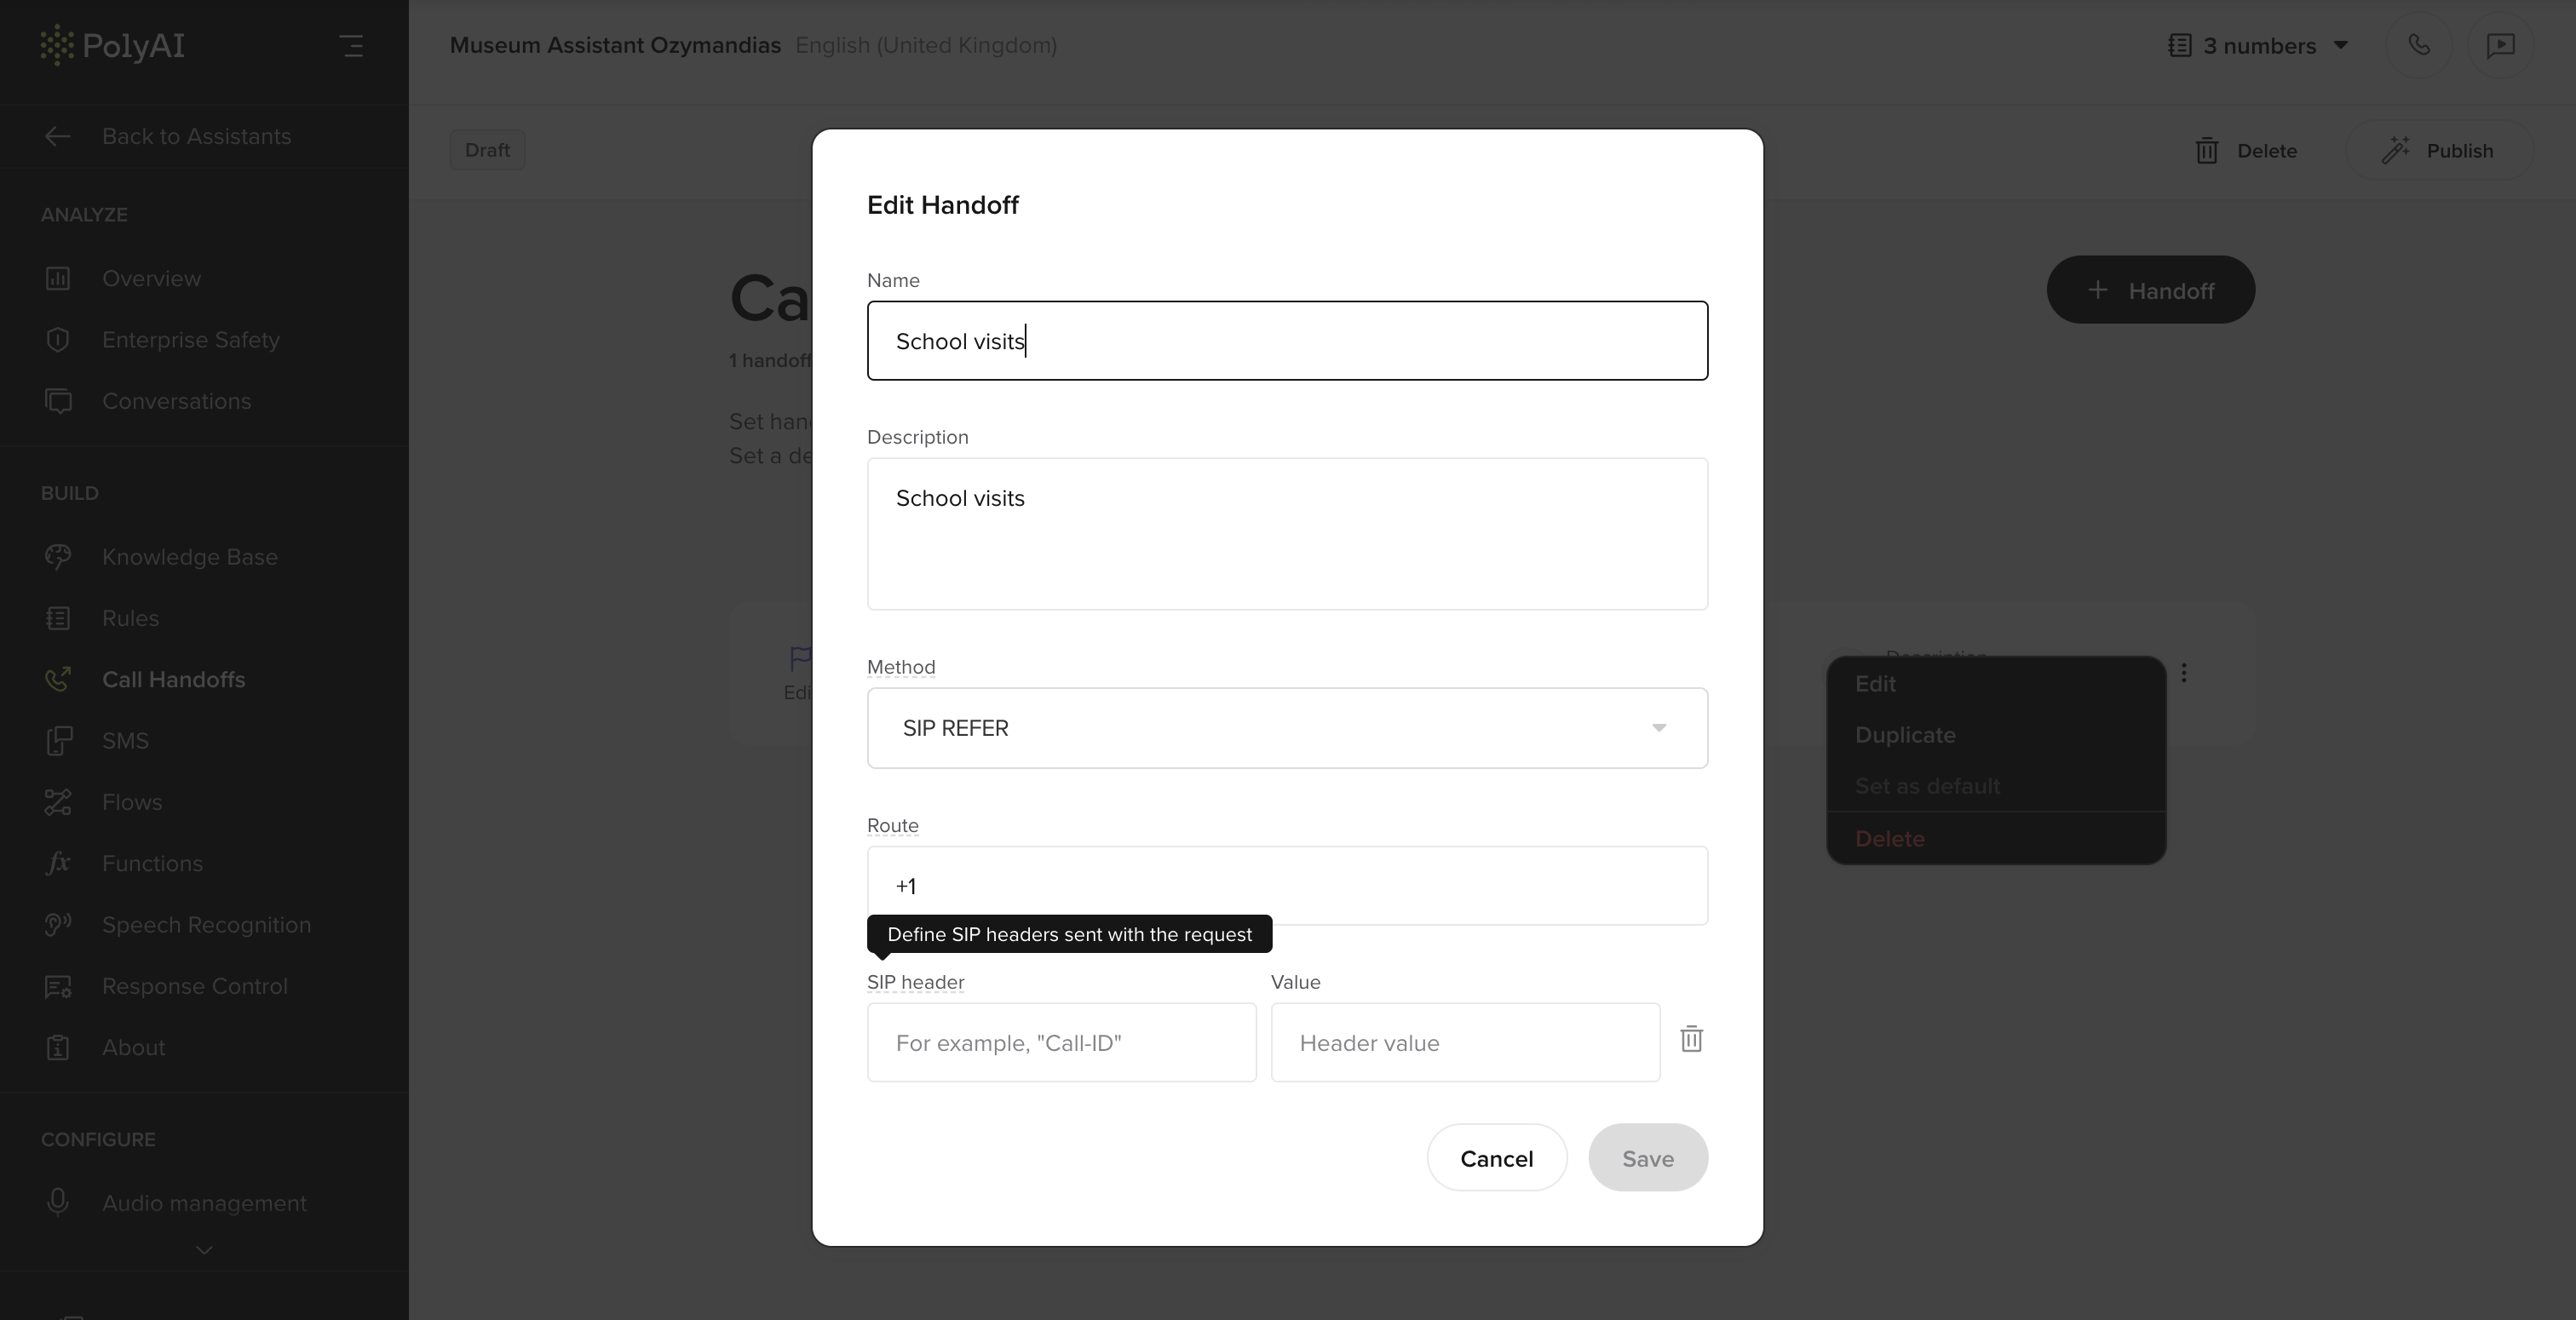 PolyAI
Museum Assistant Ozymandias English (United Kingdom)
3 numbers
Back to Assistants
Draft
Delete
Publish
ANALYZE
Overview
Enterprise Safety
Conversations
BUILD
Knowledge Base
Rules
Call Handoffs
SMS
Flows
Functions
Speech Recognition
Response Control
About
CONFIGURE
Audio management
Handoff
1 handoff
Set
Set a
Edit Handoff
Name
School visits
Description
School visits
Method
SIP REFER
Route
+1
Define SIP headers sent with the request
SIP header
Value
For example, "Call-ID"
Header value
Cancel
Save
Description
Edit
Duplicate
Set as default
Delete